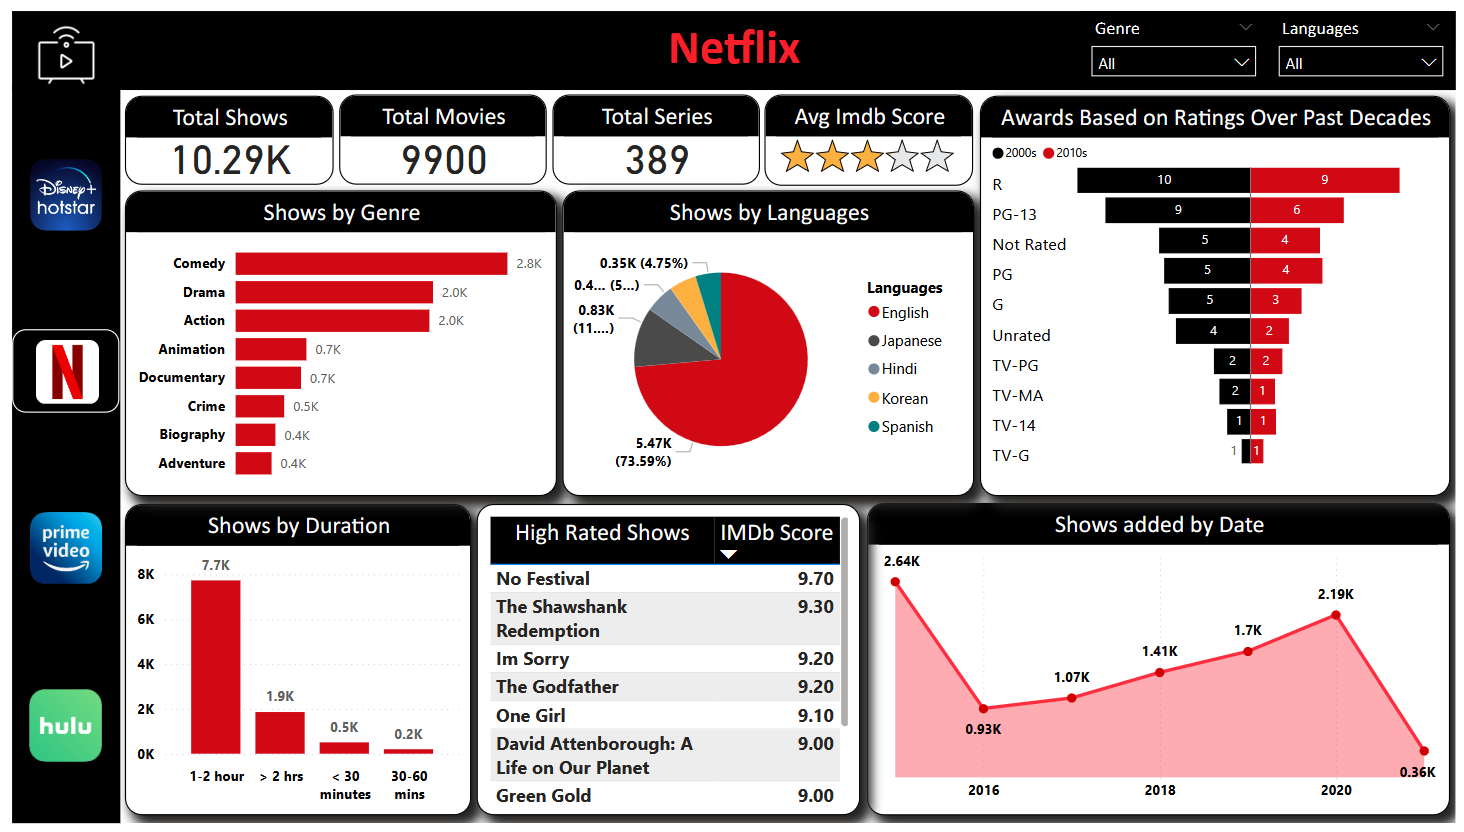 Netflix
Genre
All
Languages
All
Disney+
hotstar
N
prime
video
hulu
Total Shows
10.29K
Total Movies
9900
Total Series
389
Avg Imdb Score
Awards Based on Ratings Over Past Decades
2000s 2010s
R 10 9
PG-13 9 6
Not Rated 5 4
PG 5 4
G 5 3
Unrated 4 2
TV-PG 2 2
TV-MA 2 1
TV-14 1 1
TV-G 1 1
Shows by Genre
Comedy 2.8K
Drama 2.0K
Action 2.0K
Animation 0.7K
Documentary 0.7K
Crime 0.5K
Biography 0.4K
Adventure 0.4K
Shows by Languages
0.35K (4.75%)
0.4... (5...)
0.83K
(11....)
5.47K
(73.59%)
Languages
English
Japanese
Hindi
Korean
Spanish
Shows by Duration
8K
6K
4K
2K
0K
7.7K
1.9K
0.5K
0.2K
1-2 hour > 2 hrs < 30 30-60
minutes mins
High Rated Shows IMDb Score
No Festival 9.70
The Shawshank 9.30
Redemption
Im Sorry 9.20
The Godfather 9.20
One Girl 9.10
David Attenborough: A 9.00
Life on Our Planet
Green Gold 9.00
Shows added by Date
2.64K
0.93K
1.07K
1.41K
1.7K
2.19K
0.36K
2016 2018 2020